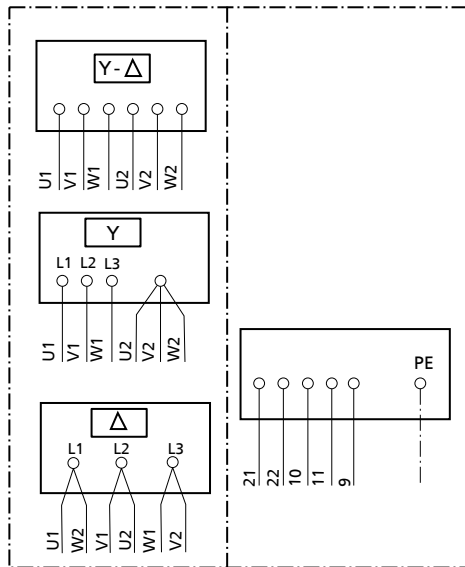 Y - Δ
U1 V1 W1 U2 V2 W2
Y
L1 L2 L3
U1 V1 W1 U2 V2 W2
Δ
L1 L2 L3
U1 W2 V1 U2 W1 V2
PE
21 22 10 11 9